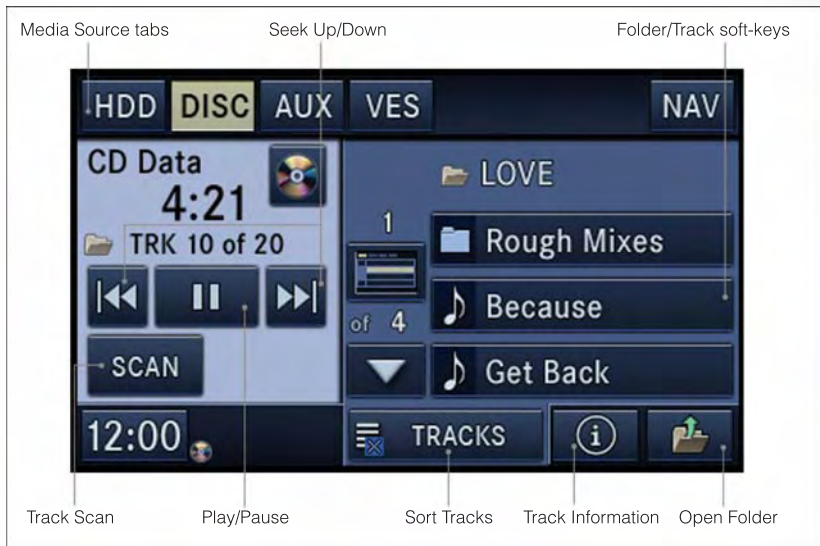 Media Source tabs
Seek Up/Down
Folder/Track soft-keys
HDD
DISC
AUX
VES
NAV
CD Data
4:21
TRK 10 of 20
SCAN
12:00
LOVE
1
of 4
Rough Mixes
Because
Get Back
TRACKS
i
Track Scan
Play/Pause
Sort Tracks
Track Information
Open Folder